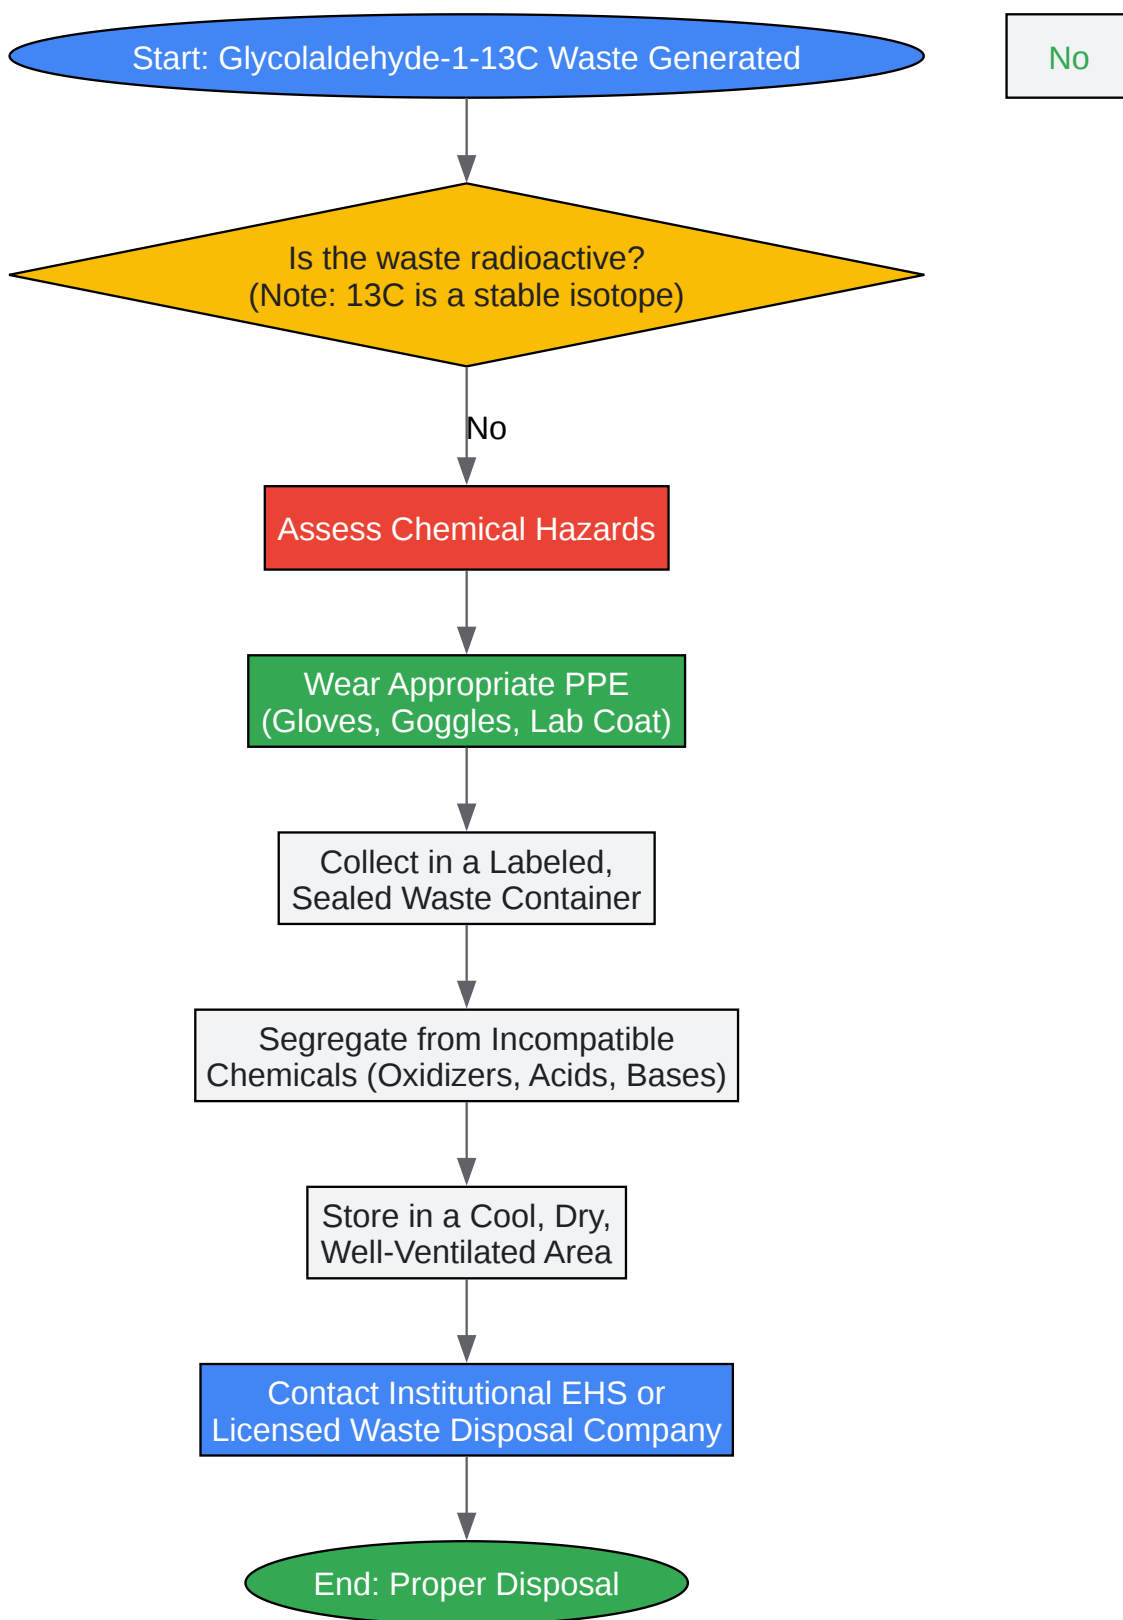 Start: Glycolaldehyde-1-13C Waste Generated
No
Is the waste radioactive?
(Note: 13C is a stable isotope)
No
Assess Chemical Hazards
Wear Appropriate PPE
(Gloves, Goggles, Lab Coat)
Collect in a Labeled,
Sealed Waste Container
Segregate from Incompatible
Chemicals (Oxidizers, Acids, Bases)
Store in a Cool, Dry,
Well-Ventilated Area
Contact Institutional EHS or
Licensed Waste Disposal Company
End: Proper Disposal